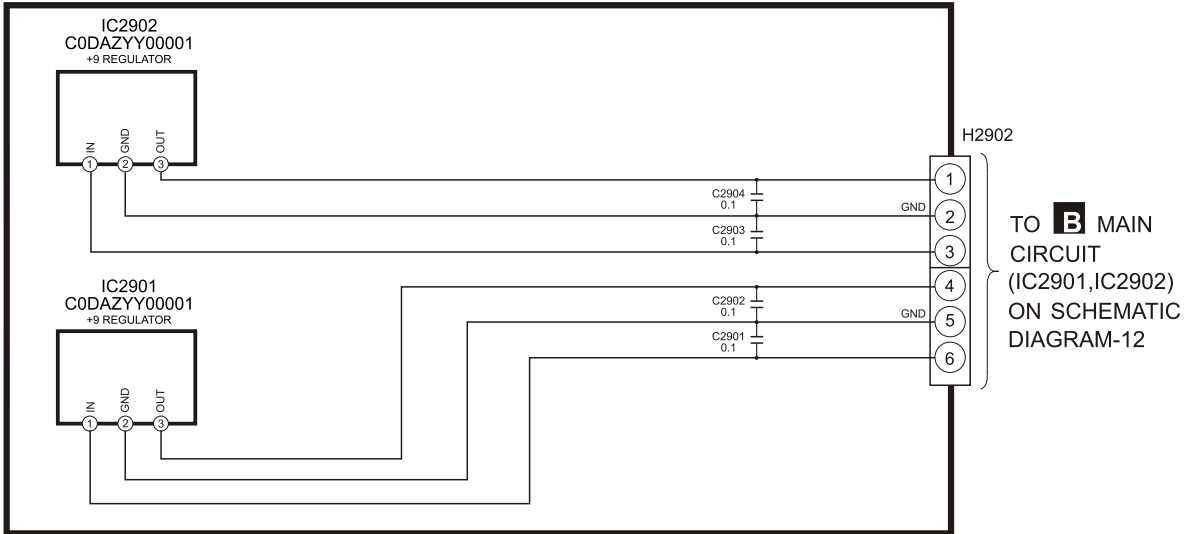 IC2902
C0DAZYY00001
+9 REGULATOR
IN
GND
OUT
1
2
3
H2902
1
C2904
0.1
GND
2
C2903
0.1
3
TO B MAIN
CIRCUIT
(IC2901,IC2902)
ON SCHEMATIC
DIAGRAM-12
IC2901
C0DAZYY00001
+9 REGULATOR
IN
GND
OUT
1
2
3
4
C2902
0.1
GND
5
C2901
0.1
6